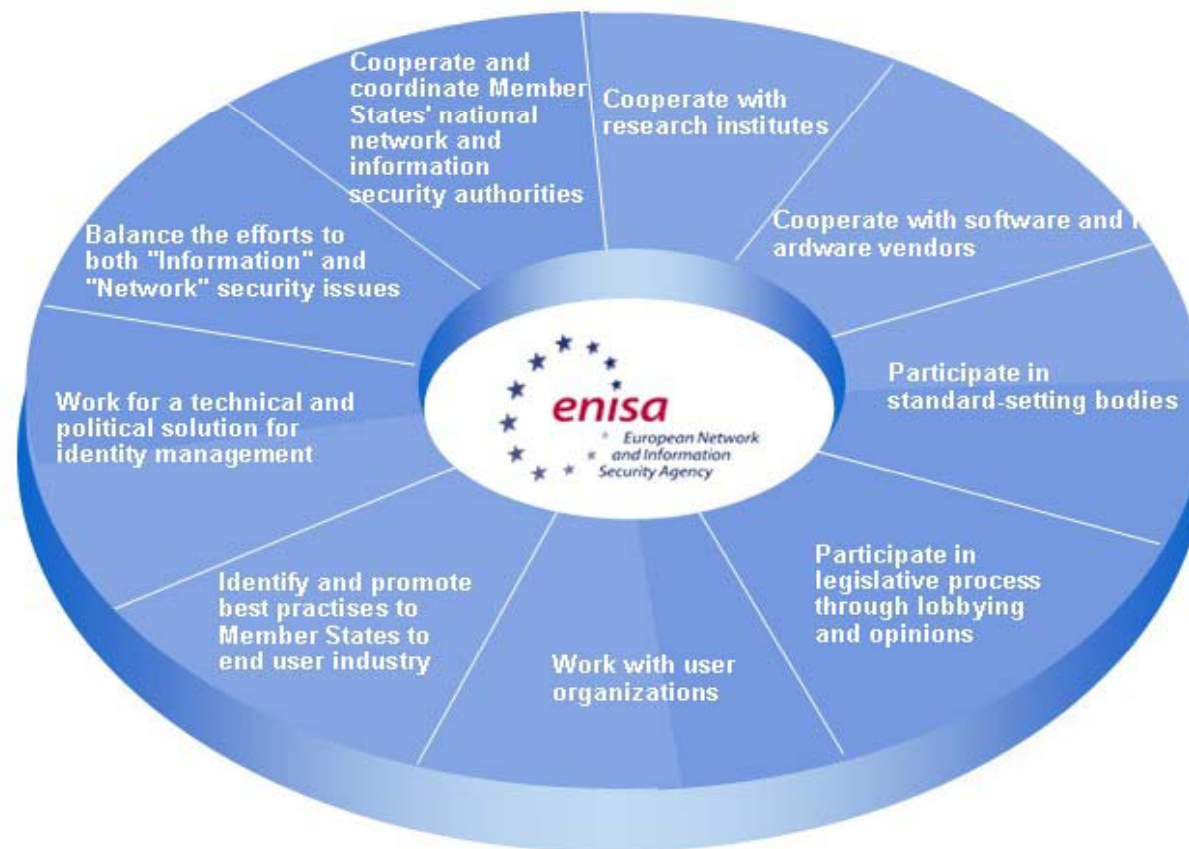 Cooperate and
coordinate Member
States' national
network and
information
security authorities
Cooperate with
research institutes
Cooperate with software and h
ardware vendors
Participate in
standard-setting bodies
Participate in
legislative process
through lobbying
and opinions
Work with user
organizations
Identify and promote
best practises to
Member States to
end user industry
Work for a technical and
political solution for
identity management
Balance the efforts to
both "Information" and
"Network" security issues
enisa
European Network
and Information
Security Agency